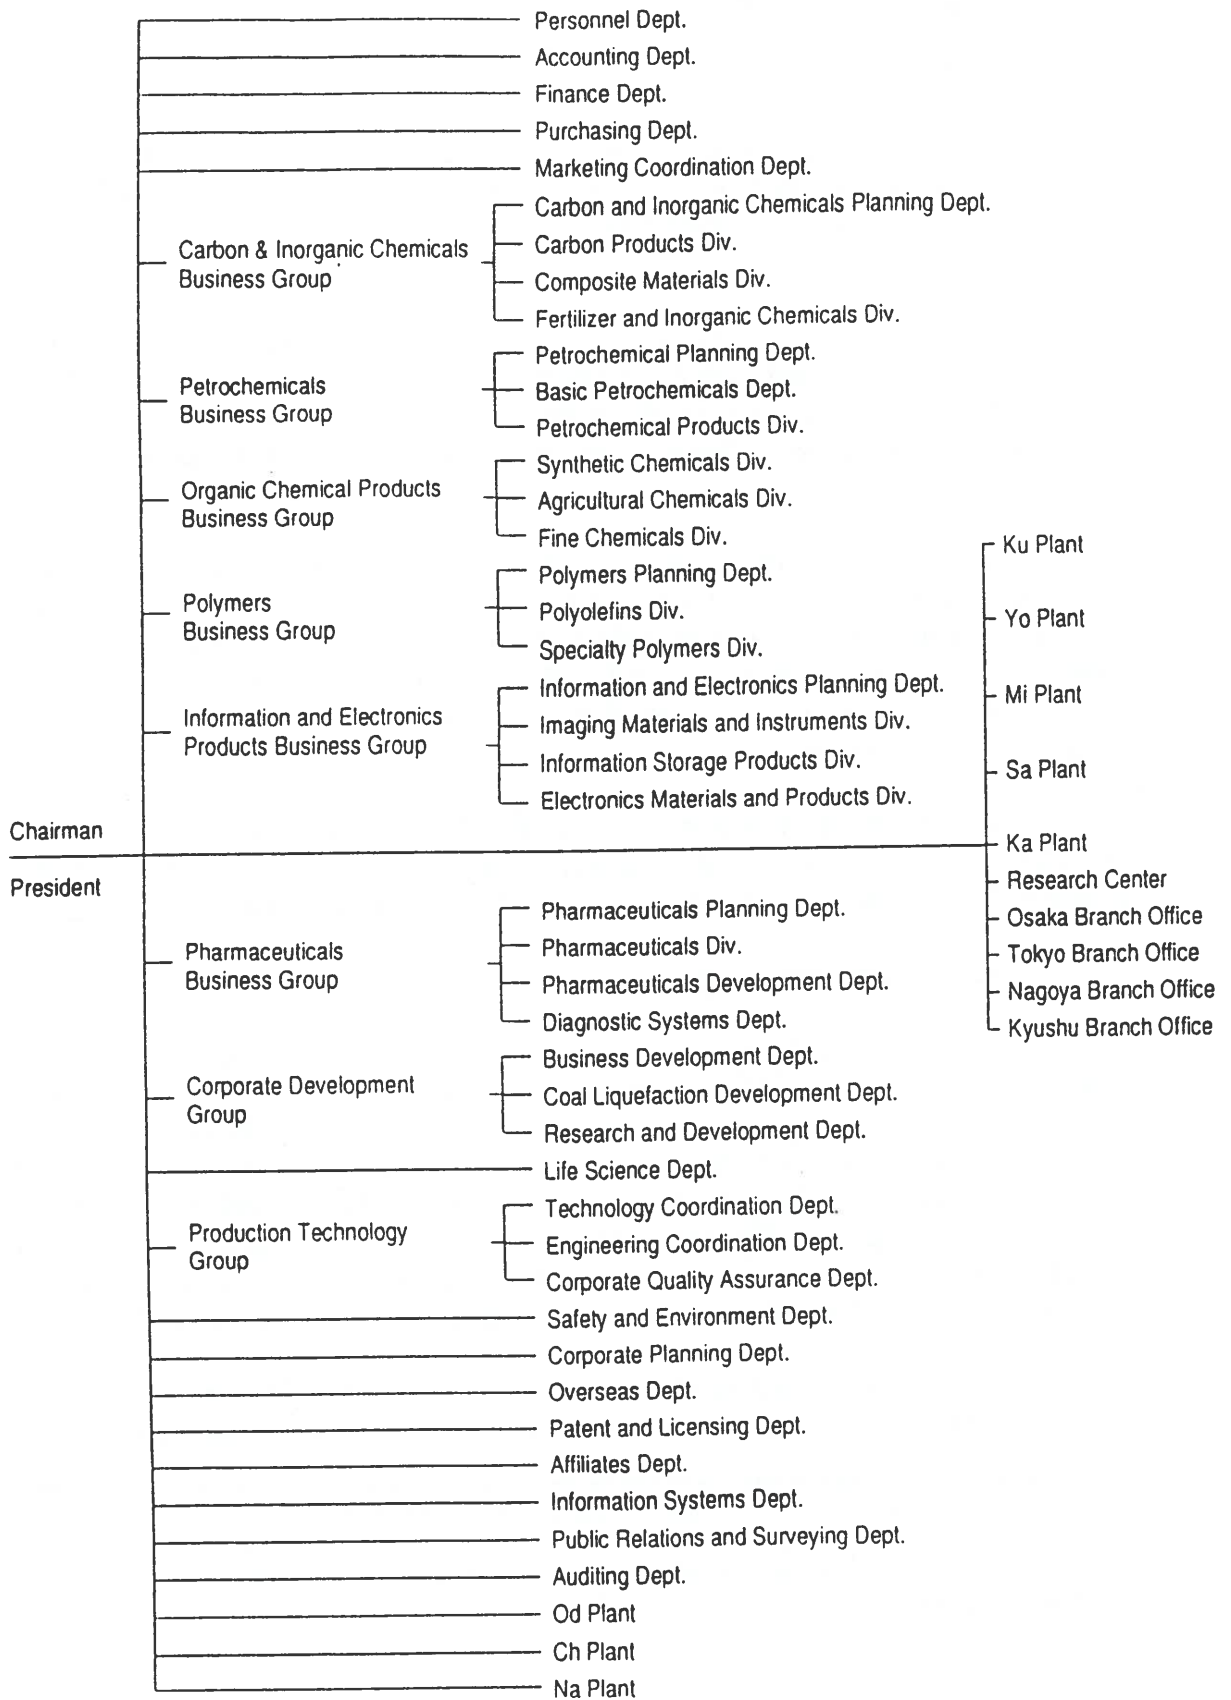 Personnel Dept.
Accounting Dept.
Finance Dept.
Purchasing Dept.
Marketing Coordination Dept.
Carbon & Inorganic Chemicals
Business Group
Carbon and Inorganic Chemicals Planning Dept.
Carbon Products Div.
Composite Materials Div.
Fertilizer and Inorganic Chemicals Div.
Petrochemicals
Business Group
Petrochemical Planning Dept.
Basic Petrochemicals Dept.
Petrochemical Products Div.
Organic Chemical Products
Business Group
Synthetic Chemicals Div.
Agricultural Chemicals Div.
Fine Chemicals Div.
Polymers
Business Group
Polymers Planning Dept.
Polyolefins Div.
Specialty Polymers Div.
Information and Electronics
Products Business Group
Information and Electronics Planning Dept.
Imaging Materials and Instruments Div.
Information Storage Products Div.
Electronics Materials and Products Div.
Chairman
President
Pharmaceuticals
Business Group
Pharmaceuticals Planning Dept.
Pharmaceuticals Div.
Pharmaceuticals Development Dept.
Diagnostic Systems Dept.
Corporate Development
Group
Business Development Dept.
Coal Liquefaction Development Dept.
Research and Development Dept.
Life Science Dept.
Production Technology
Group
Technology Coordination Dept.
Engineering Coordination Dept.
Corporate Quality Assurance Dept.
Safety and Environment Dept.
Corporate Planning Dept.
Overseas Dept.
Patent and Licensing Dept.
Affiliates Dept.
Information Systems Dept.
Public Relations and Surveying Dept.
Auditing Dept.
Od Plant
Ch Plant
Na Plant
Ku Plant
Yo Plant
Mi Plant
Sa Plant
Ka Plant
Research Center
Osaka Branch Office
Tokyo Branch Office
Nagoya Branch Office
Kyushu Branch Office